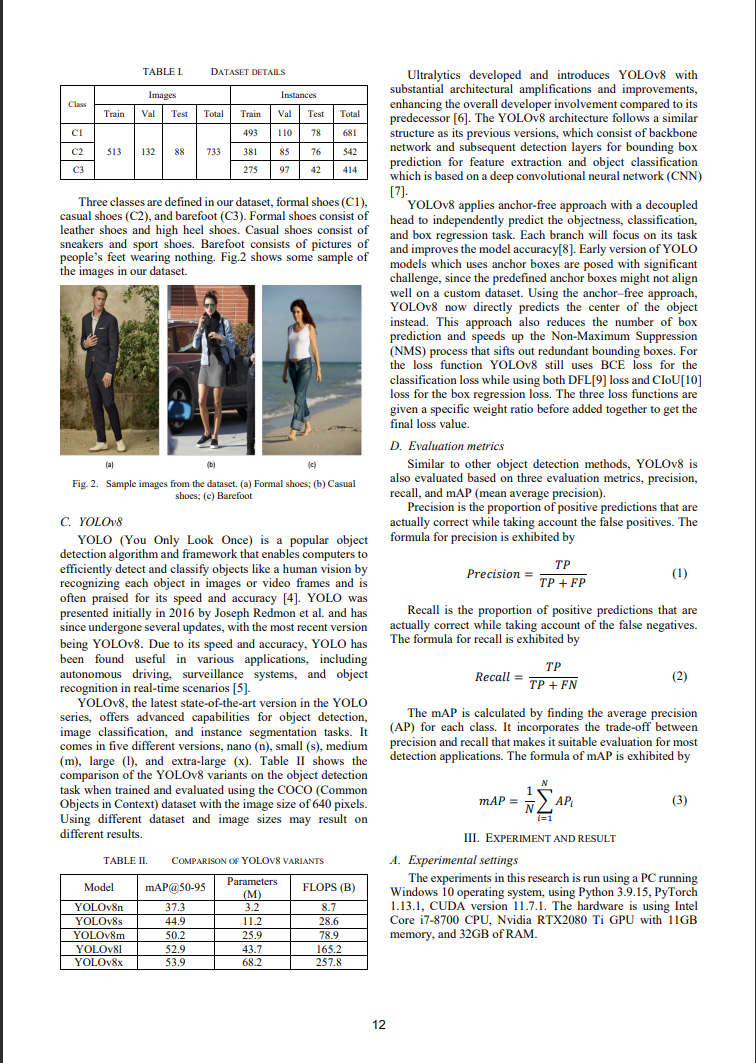 TABLE I. DATASET DETAILS
Class Images Instances
Train Val Test Total Train Val Test Total
C1 513 132 88 733 493 110 78 681
C2 381 85 76 542
C3 275 97 42 414
Three classes are defined in our dataset, formal shoes (C1),
casual shoes (C2), and barefoot (C3). Formal shoes consist of
leather shoes and high heel shoes. Casual shoes consist of
sneakers and sport shoes. Barefoot consists of pictures of
people’s feet wearing nothing. Fig.2 shows some sample of
the images in our dataset.
(a) (b) (c)
Fig. 2. Sample images from the dataset. (a) Formal shoes; (b) Casual
shoes; (c) Barefoot
C. YOLOv8
YOLO (You Only Look Once) is a popular object
detection algorithm and framework that enables computers to
efficiently detect and classify objects like a human vision by
recognizing each object in images or video frames and is
often praised for its speed and accuracy [4]. YOLO was
presented initially in 2016 by Joseph Redmon et al. and has
since undergone several updates, with the most recent version
being YOLOv8. Due to its speed and accuracy, YOLO has
been found useful in various applications, including
autonomous driving, surveillance systems, and object
recognition in real-time scenarios [5].
YOLOv8, the latest state-of-the-art version in the YOLO
series, offers advanced capabilities for object detection,
image classification, and instance segmentation tasks. It
comes in five different versions, nano (n), small (s), medium
(m), large (l), and extra-large (x). Table II shows the
comparison of the YOLOv8 variants on the object detection
task when trained and evaluated using the COCO (Common
Objects in Context) dataset with the image size of 640 pixels.
Using different dataset and image sizes may result on
different results.
TABLE II. COMPARISON OF YOLOV8 VARIANTS
Model mAP@50-95 Parameters (M) FLOPS (B)
YOLOv8n 37.3 3.2 8.7
YOLOv8s 44.9 11.2 28.6
YOLOv8m 50.2 25.9 78.9
YOLOv8l 52.9 43.7 165.2
YOLOv8x 53.9 68.2 257.8
Ultralytics developed and introduces YOLOv8 with
substantial architectural amplifications and improvements,
enhancing the overall developer involvement compared to its
predecessor [6]. The YOLOv8 architecture follows a similar
structure as its previous versions, which consist of backbone
network and subsequent detection layers for bounding box
prediction for feature extraction and object classification
which is based on a deep convolutional neural network (CNN)
[7].
YOLOv8 applies anchor-free approach with a decoupled
head to independently predict the objectness, classification,
and box regression task. Each branch will focus on its task
and improves the model accuracy[8]. Early version of YOLO
models which uses anchor boxes are posed with significant
challenge, since the predefined anchor boxes might not align
well on a custom dataset. Using the anchor–free approach,
YOLOv8 now directly predicts the center of the object
instead. This approach also reduces the number of box
prediction and speeds up the Non-Maximum Suppression
(NMS) process that sifts out redundant bounding boxes. For
the loss function YOLOv8 still uses BCE loss for the
classification loss while using both DFL[9] loss and CIoU[10]
loss for the box regression loss. The three loss functions are
given a specific weight ratio before added together to get the
final loss value.
D. Evaluation metrics
Similar to other object detection methods, YOLOv8 is
also evaluated based on three evaluation metrics, precision,
recall, and mAP (mean average precision).
Precision is the proportion of positive predictions that are
actually correct while taking account the false positives. The
formula for precision is exhibited by
Precision = TP / TP + FP (1)
Recall is the proportion of positive predictions that are
actually correct while taking account of the false negatives.
The formula for recall is exhibited by
Recall = TP / TP + FN (2)
The mAP is calculated by finding the average precision
(AP) for each class. It incorporates the trade-off between
precision and recall that makes it suitable evaluation for most
detection applications. The formula of mAP is exhibited by
mAP = 1/N ∑ i=1 N APi (3)
III. EXPERIMENT AND RESULT
A. Experimental settings
The experiments in this research is run using a PC running
Windows 10 operating system, using Python 3.9.15, PyTorch
1.13.1, CUDA version 11.7.1. The hardware is using Intel
Core i7-8700 CPU, Nvidia RTX2080 Ti GPU with 11GB
memory, and 32GB of RAM.
12